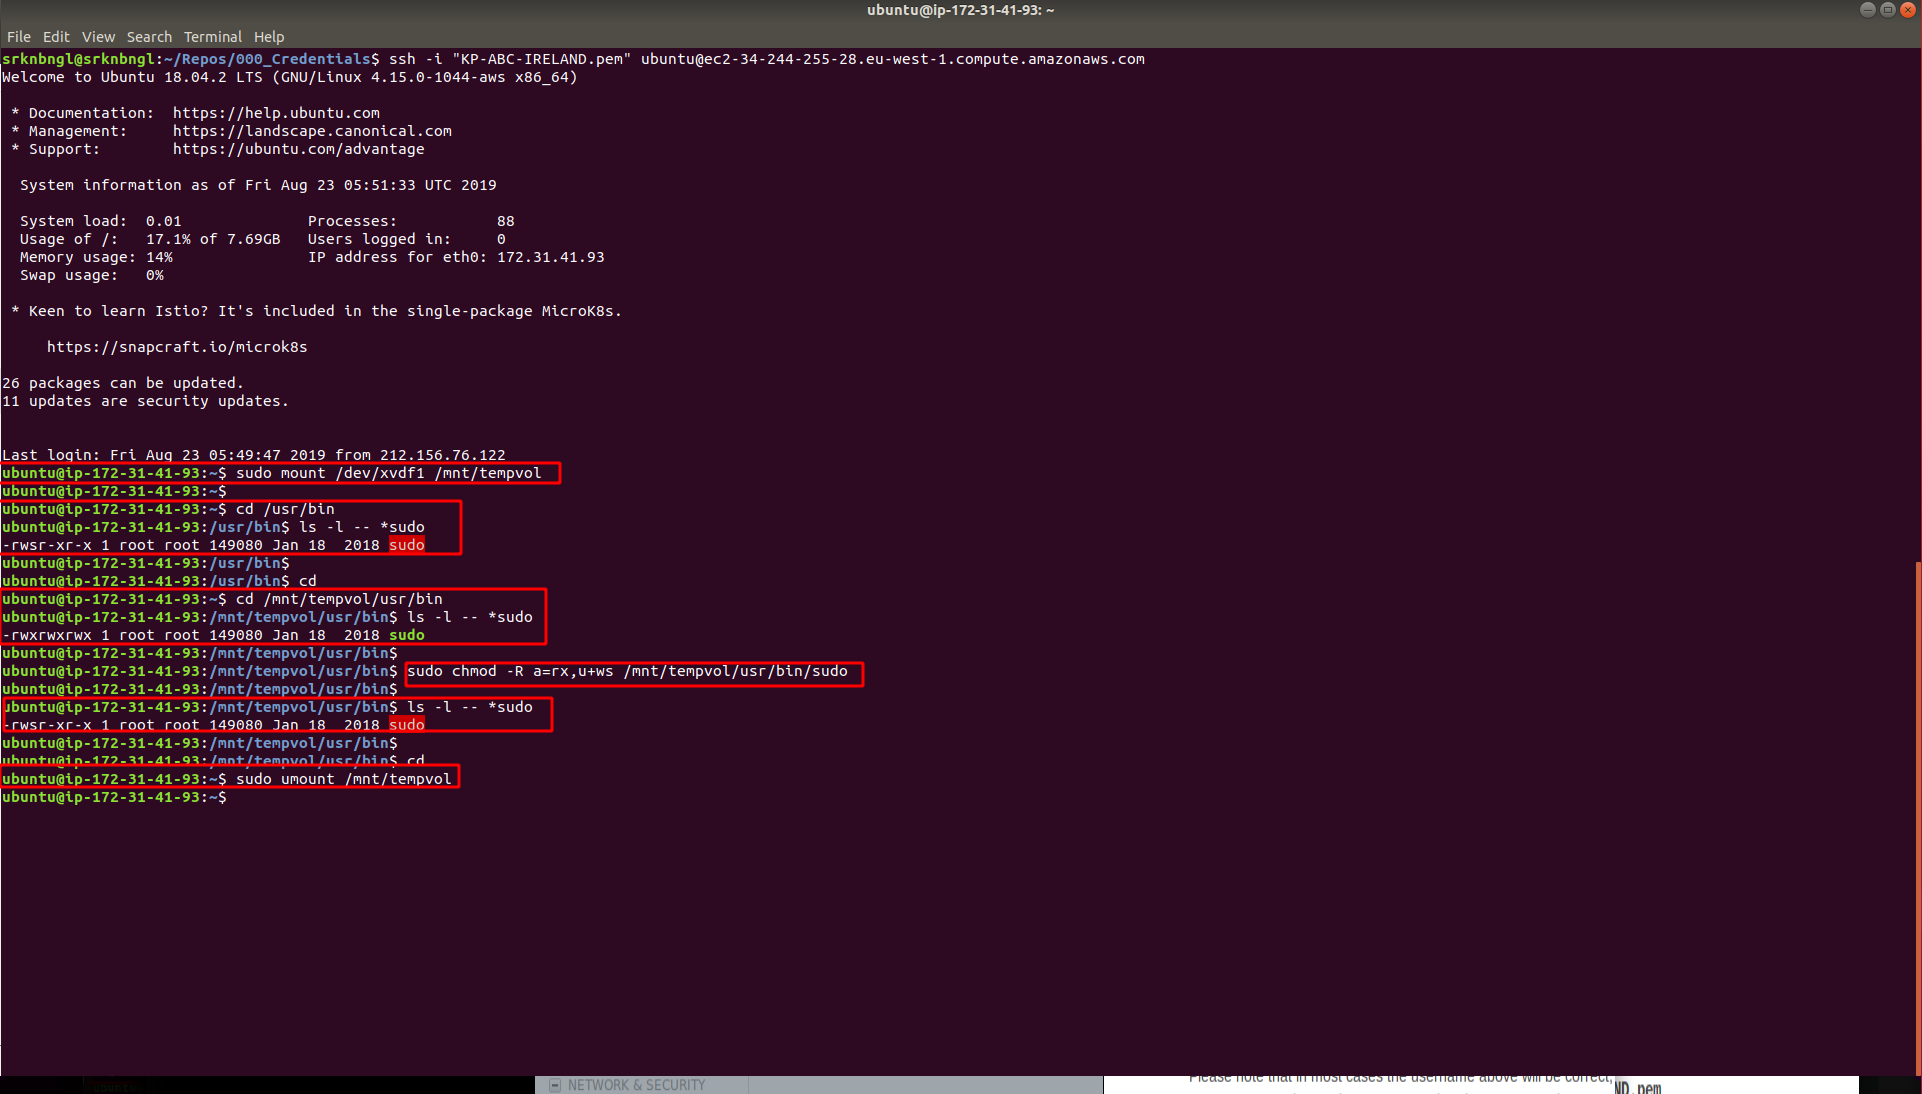 ubuntu@ip-172-31-41-93: ~
File Edit View Search Terminal Help
srknbngl@srknbngl:~/Repos/000_Credentials$ ssh -i "KP-ABC-IRELAND.pem" ubuntu@ec2-34-244-255-28.eu-west-1.compute.amazonaws.com
Welcome to Ubuntu 18.04.2 LTS (GNU/Linux 4.15.0-1044-aws x86_64)
* Documentation:  https://help.ubuntu.com
* Management:     https://landscape.canonical.com
* Support:        https://ubuntu.com/advantage
System information as of Fri Aug 23 05:51:33 UTC 2019
System load:  0.01              Processes:           88
Usage of /:   17.1% of 7.69GB   Users logged in:     0
Memory usage: 14%               IP address for eth0: 172.31.41.93
Swap usage:   0%
* Keen to learn Istio? It's included in the single-package MicroK8s.
https://snapcraft.io/microk8s
26 packages can be updated.
11 updates are security updates.
Last login: Fri Aug 23 05:49:47 2019 from 212.156.76.122
ubuntu@ip-172-31-41-93:~$ sudo mount /dev/xvdf1 /mnt/tempvol
ubuntu@ip-172-31-41-93:~$
ubuntu@ip-172-31-41-93:~$ cd /usr/bin
ubuntu@ip-172-31-41-93:/usr/bin$ ls -l -- *sudo
-rwsr-xr-x 1 root root 149080 Jan 18  2018 sudo
ubuntu@ip-172-31-41-93:/usr/bin$
ubuntu@ip-172-31-41-93:/usr/bin$ cd
ubuntu@ip-172-31-41-93:~$ cd /mnt/tempvol/usr/bin
ubuntu@ip-172-31-41-93:/mnt/tempvol/usr/bin$ ls -l -- *sudo
-rwxrwxrwx 1 root root 149080 Jan 18  2018 sudo
ubuntu@ip-172-31-41-93:/mnt/tempvol/usr/bin$
ubuntu@ip-172-31-41-93:/mnt/tempvol/usr/bin$ sudo chmod -R a=rx,u+ws /mnt/tempvol/usr/bin/sudo
ubuntu@ip-172-31-41-93:/mnt/tempvol/usr/bin$
ubuntu@ip-172-31-41-93:/mnt/tempvol/usr/bin$ ls -l -- *sudo
-rwsr-xr-x 1 root root 149080 Jan 18  2018 sudo
ubuntu@ip-172-31-41-93:/mnt/tempvol/usr/bin$
ubuntu@ip-172-31-41-93:/mnt/tempvol/usr/bin$ cd
ubuntu@ip-172-31-41-93:~$ sudo umount /mnt/tempvol
ubuntu@ip-172-31-41-93:~$
NETWORK & SECURITY
Please note that in most cases the username above will be correct,
ND.pem